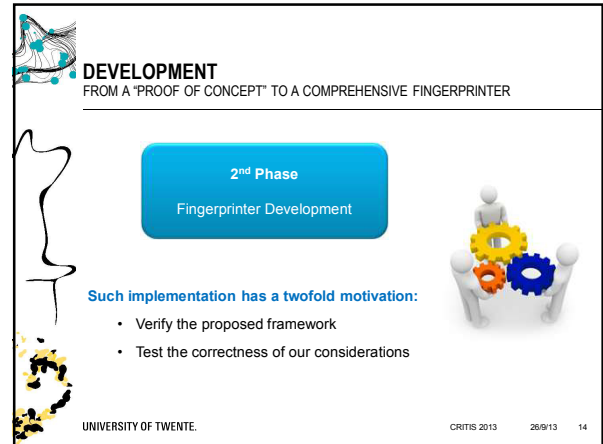 DEVELOPMENT
FROM A “PROOF OF CONCEPT” TO A COMPREHENSIVE FINGERPRINTER
2nd Phase
Fingerprinter Development
Such implementation has a twofold motivation:
• Verify the proposed framework
• Test the correctness of our considerations
UNIVERSITY OF TWENTE. CRITIS 2013 26/9/13 14